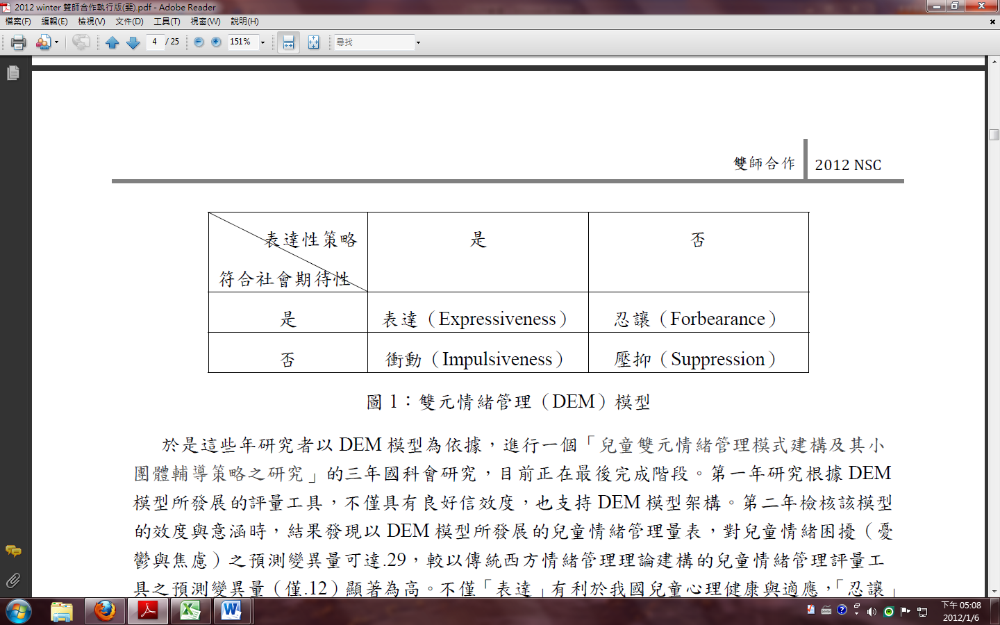 2012 winter 雙師合作執行版(斐).pdf - Adobe Reader
檔案(F) 編輯(E) 檢視(V) 文件(D) 工具(T) 視窗(W) 說明(H)
4 / 25 151% 尋找
雙師合作 2012 NSC
表達性策略 是 否
符合社會期待性
是 表達（Expressiveness） 忍讓（Forbearance）
否 衝動（Impulsiveness） 壓抑（Suppression）
圖 1：雙元情緒管理（DEM）模型
於是這些年研究者以 DEM 模型為依據，進行一個「兒童雙元情緒管理模式建構及其小
團體輔導策略之研究」的三年國科會研究，目前正在最後完成階段。第一年研究根據 DEM
模型所發展的評量工具，不僅具有良好信效度，也支持 DEM 模型架構。第二年檢核該模型
的效度與意涵時，結果發現以 DEM 模型所發展的兒童情緒管理量表，對兒童情緒困擾（憂
鬱與焦慮）之預測變異量可達.29，較以傳統西方情緒管理理論建構的兒童情緒管理評量工
具之預測變異量（僅.12）顯著為高。不僅「表達」有利於我國兒童心理健康與適應，「忍讓」
下午 05:08
2012/1/6